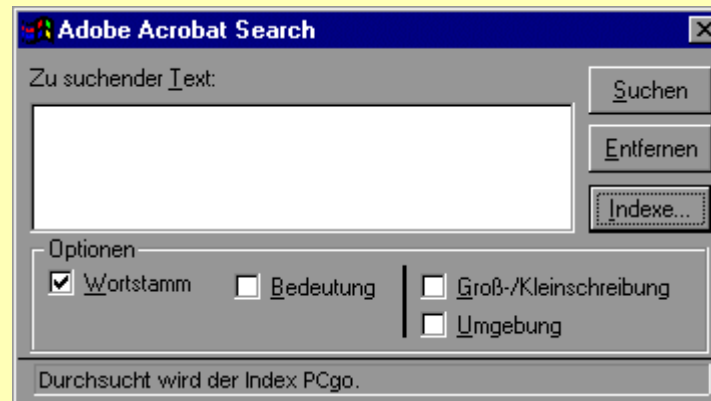 Adobe Acrobat Search
Zu suchender Text:
Suchen
Entfernen
Indexe...
Optionen
Wortstamm Bedeutung Groß-/Kleinschreibung
Umgebung
Durchsucht wird der Index PCgo.